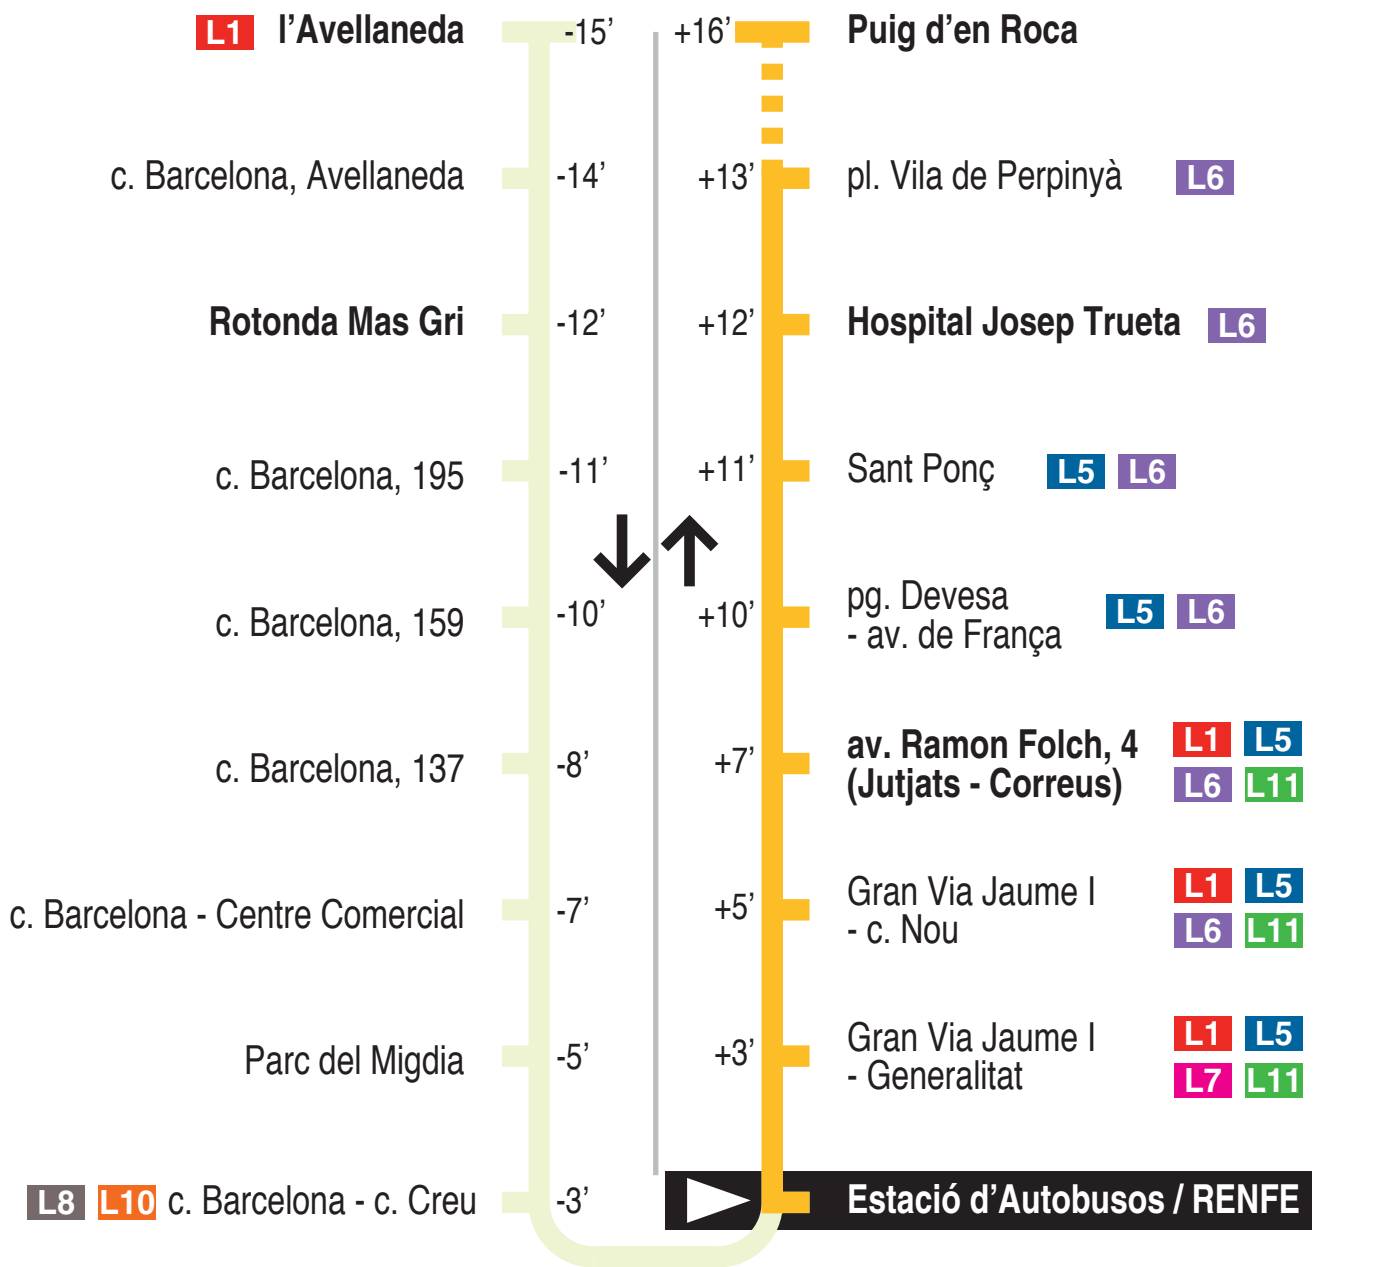 L1 l’Avellaneda -15’
c. Barcelona, Avellaneda -14’
Rotonda Mas Gri -12’
c. Barcelona, 195 -11’
c. Barcelona, 159 -10’
c. Barcelona, 137 -8’
c. Barcelona - Centre Comercial -7’
Parc del Migdia -5’
L8 L10 c. Barcelona - c. Creu -3’
+16’ Puig d’en Roca
+13’ pl. Vila de Perpinyà L6
+12’ Hospital Josep Trueta L6
+11’ Sant Ponç L5 L6
+10’ pg. Devesa L5 L6
- av. de França
+7’ av. Ramon Folch, 4 L1 L5
(Jutjats - Correus) L6 L11
+5’ Gran Via Jaume I L1 L5
- c. Nou L6 L11
+3’ Gran Via Jaume I L1 L5
- Generalitat L7 L11
Estació d’Autobusos / RENFE